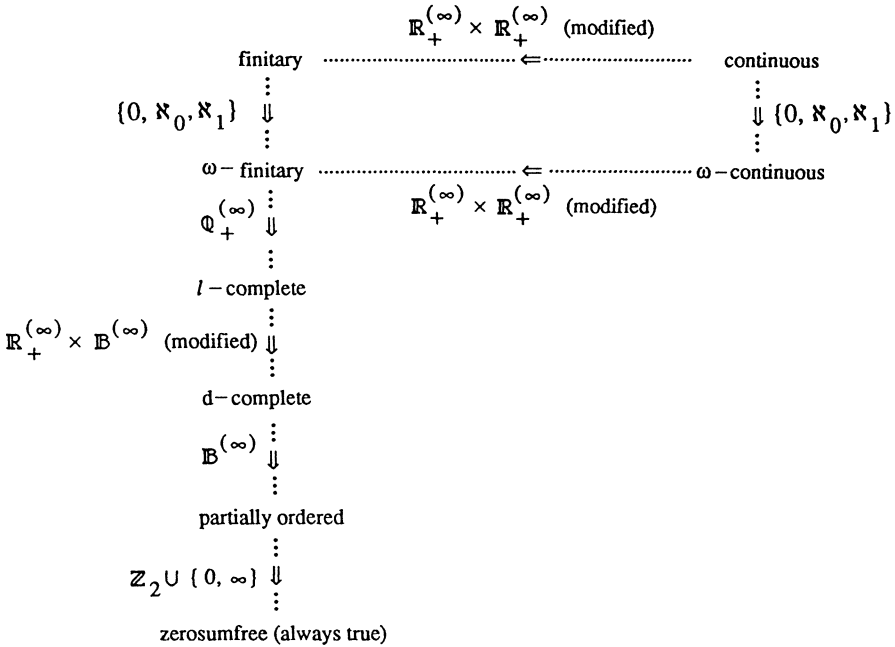 ℝ₊^(∞) × ℝ₊^(∞) (modified)
finitary ⇐ continuous
{0, ℵ₀, ℵ₁} ⇓ ⇓ {0, ℵ₀, ℵ₁}
ω – finitary ⇐ ω – continuous
ℚ₊^(∞) ⇓ ℝ₊^(∞) × ℝ₊^(∞) (modified)
l – complete
ℝ₊^(∞) × 𝔹^(∞) (modified) ⇓
d – complete
𝔹^(∞) ⇓
partially ordered
ℤ₂ ∪ {0, ∞} ⇓
zerosumfree (always true)